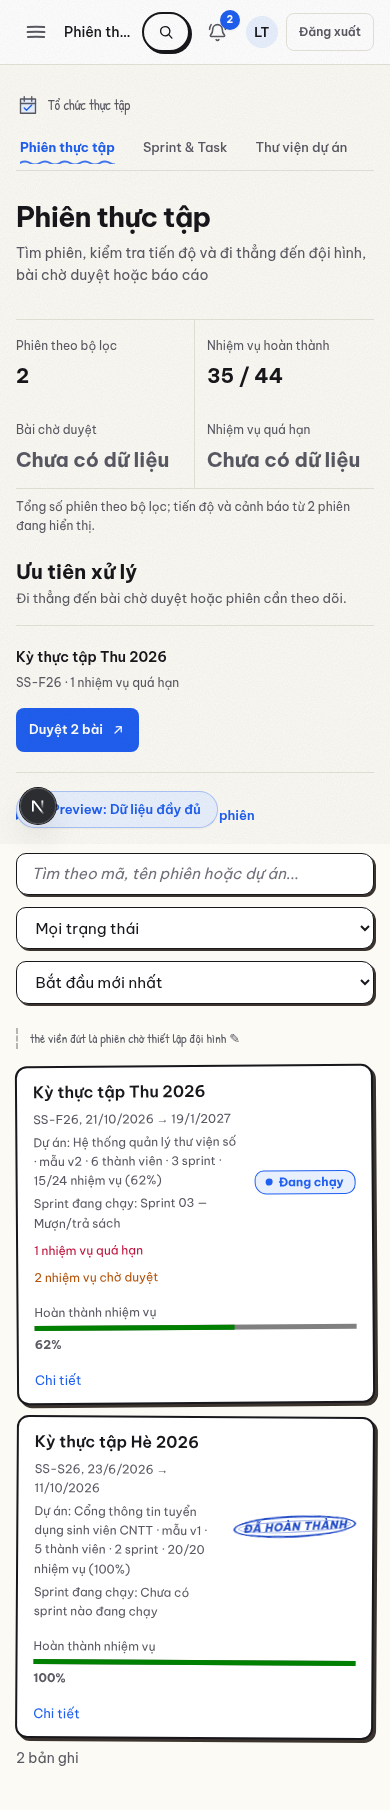 Phiên th...
2
LT
Đăng xuất
Tổ chức thực tập
Phiên thực tập
Sprint & Task
Thư viện dự án
Phiên thực tập
Tìm phiên, kiểm tra tiến độ và đi thẳng đến đội hình,
bài chờ duyệt hoặc báo cáo
Phiên theo bộ lọc
2
Nhiệm vụ hoàn thành
35 / 44
Bài chờ duyệt
Chưa có dữ liệu
Nhiệm vụ quá hạn
Chưa có dữ liệu
Tổng số phiên theo bộ lọc; tiến độ và cảnh báo từ 2 phiên
đang hiển thị.
Ưu tiên xử lý
Đi thẳng đến bài chờ duyệt hoặc phiên cần theo dõi.
Kỳ thực tập Thu 2026
SS-F26 · 1 nhiệm vụ quá hạn
Duyệt 2 bài ↗
N
Preview: Dữ liệu đầy đủ
phiên
Tìm theo mã, tên phiên hoặc dự án...
Mọi trạng thái
Bắt đầu mới nhất
thẻ viền đứt là phiên chờ thiết lập đội hình ✎
Kỳ thực tập Thu 2026
SS-F26, 21/10/2026 → 19/1/2027
Dự án: Hệ thống quản lý thư viện số
· mẫu v2 · 6 thành viên · 3 sprint ·
15/24 nhiệm vụ (62%)
Đang chạy
Sprint đang chạy: Sprint 03 —
Mượn/trả sách
1 nhiệm vụ quá hạn
2 nhiệm vụ chờ duyệt
Hoàn thành nhiệm vụ
62%
Chi tiết
Kỳ thực tập Hè 2026
SS-S26, 23/6/2026 →
11/10/2026
Dự án: Cổng thông tin tuyển
dụng sinh viên CNTT · mẫu v1 ·
5 thành viên · 2 sprint · 20/20
nhiệm vụ (100%)
ĐÃ HOÀN THÀNH
Sprint đang chạy: Chưa có
sprint nào đang chạy
Hoàn thành nhiệm vụ
100%
Chi tiết
2 bản ghi